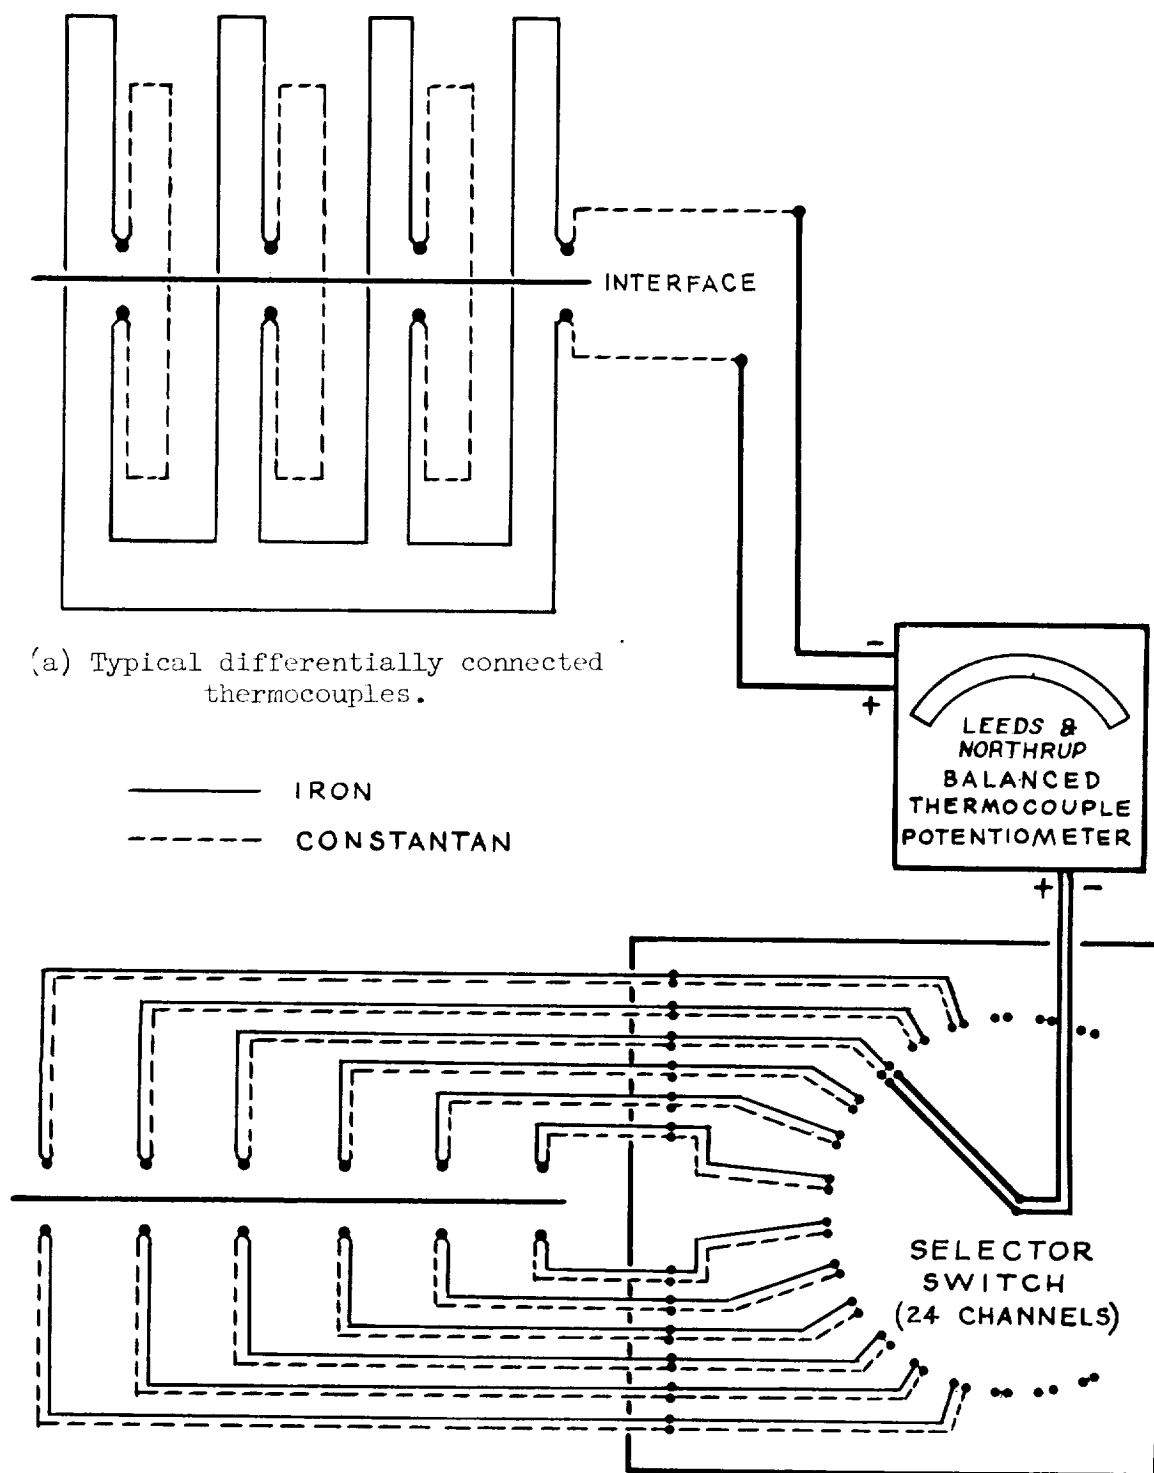 INTERFACE
(a) Typical differentially connected
thermocouples.
-
+
LEEDS &
NORTHRUP
BALANCED
THERMOCOUPLE
POTENTIOMETER
+ -
IRON
CONSTANTAN
SELECTOR
SWITCH
(24 CHANNELS)